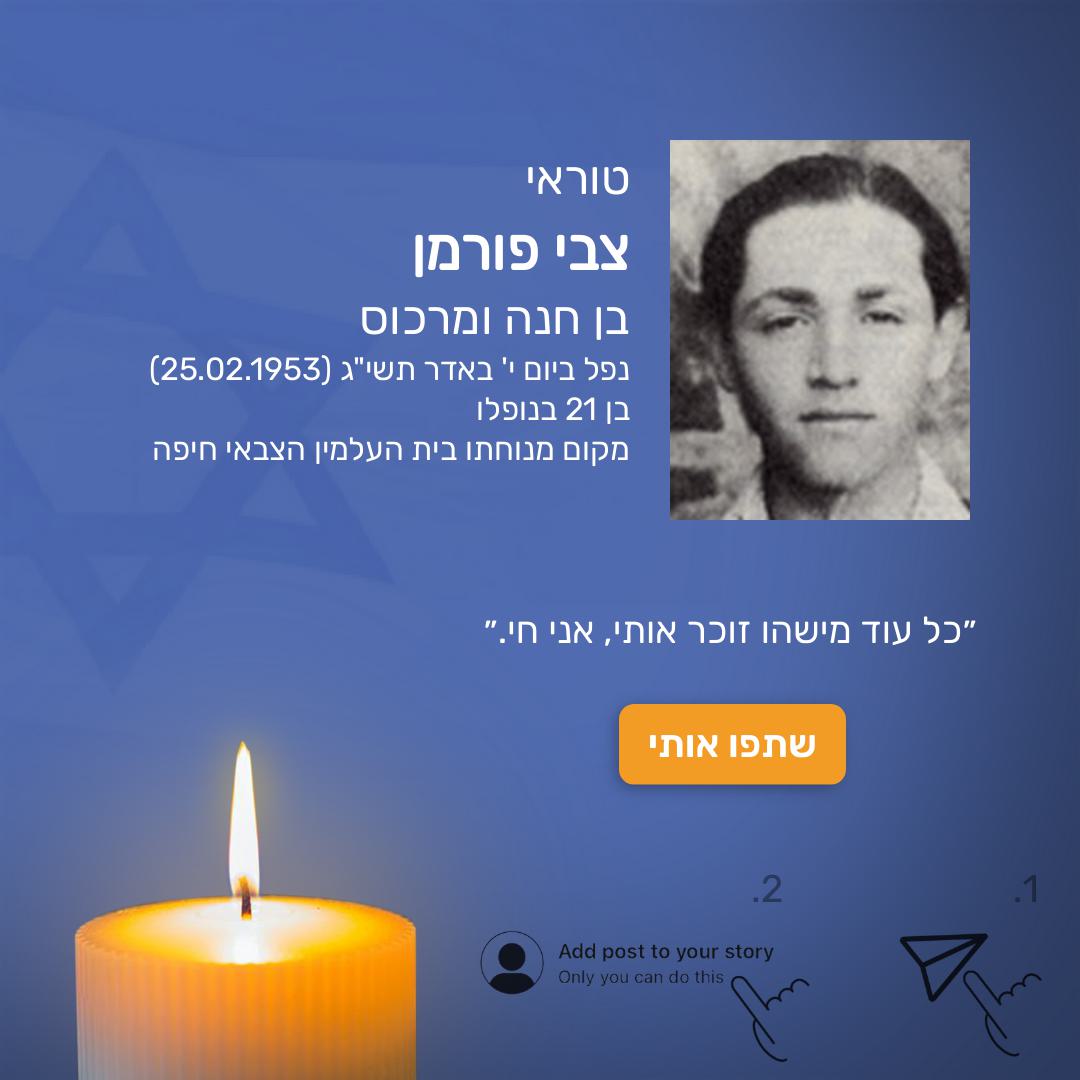 טוראי
צבי פורמן
בן חנה ומרכוס
נפל ביום י' באדר תשי"ג (25.02.1953)
בן 21 בנופלו
מקום מנוחתו בית העלמין הצבאי חיפה
״כל עוד מישהו זוכר אותי, אני חי.״
שתפו אותי
1.
2.
Add post to your story
Only you can do this